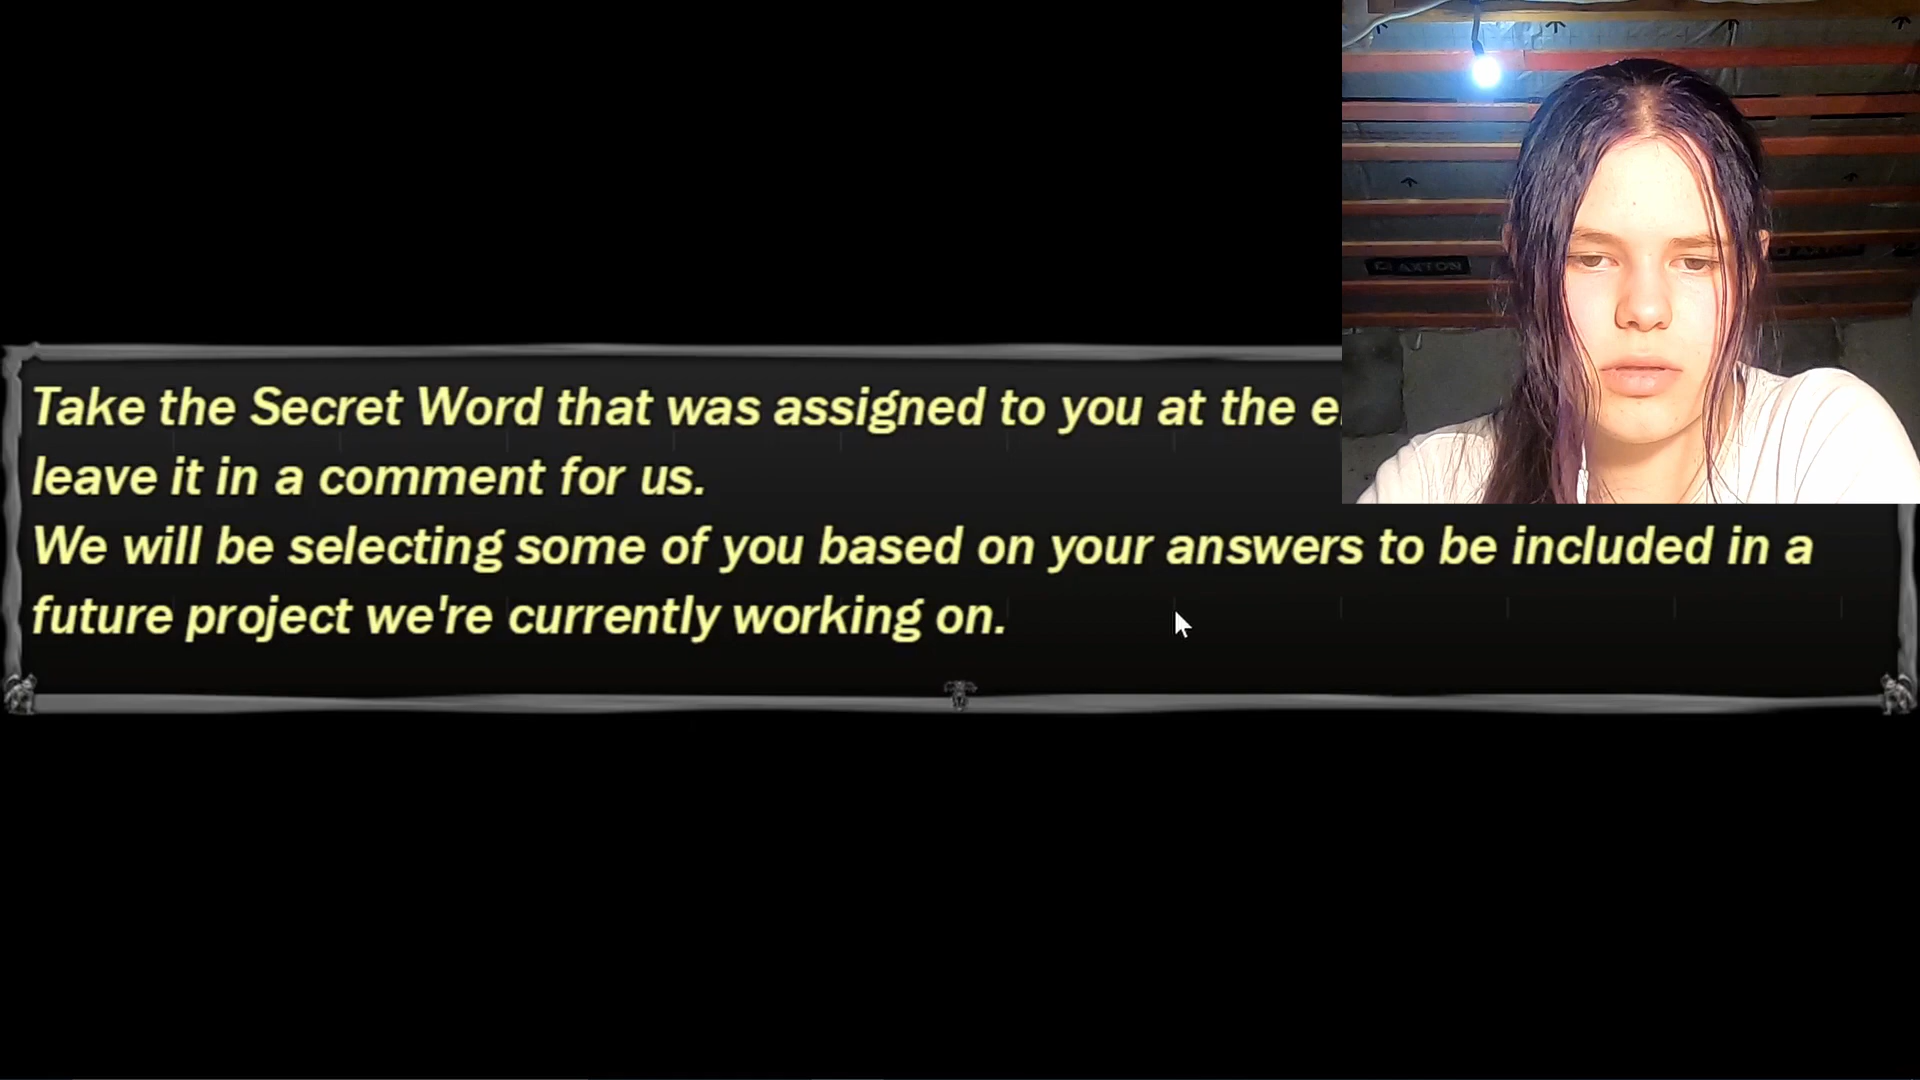 Take the Secret Word that was assigned to you at the
leave it in a comment for us.
We will be selecting some of you based on your answers to be included in a
future project we're currently working on.